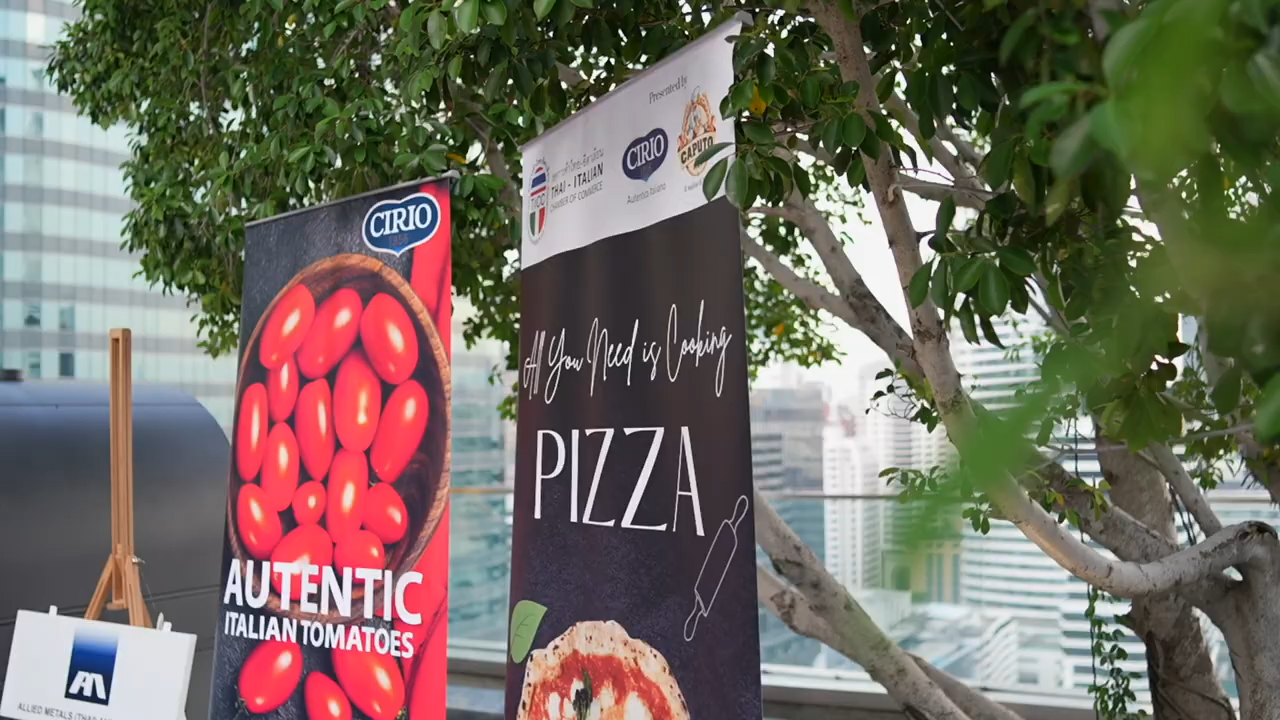 CIRIO
AUTENTIC
ITALIAN TOMATOES
Presented by
THAI - ITALIAN
CHAMBER OF COMMERCE
CIRIO
Autentico Italiano
CAPUTO
All You Need is Cooking
PIZZA
ALLIED METALS (THAI